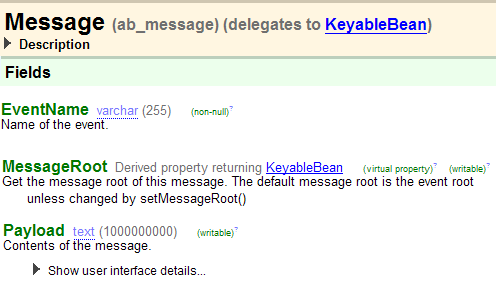 Message (ab_message) (delegates to KeyableBean)
Description
Fields
EventName varchar (255) (non-null)?
Name of the event.
MessageRoot Derived property returning KeyableBean (virtual property)? (writable)?
Get the message root of this message. The default message root is the event root
unless changed by setMessageRoot()
Payload text (1000000000) (writable)?
Contents of the message.
Show user interface details...